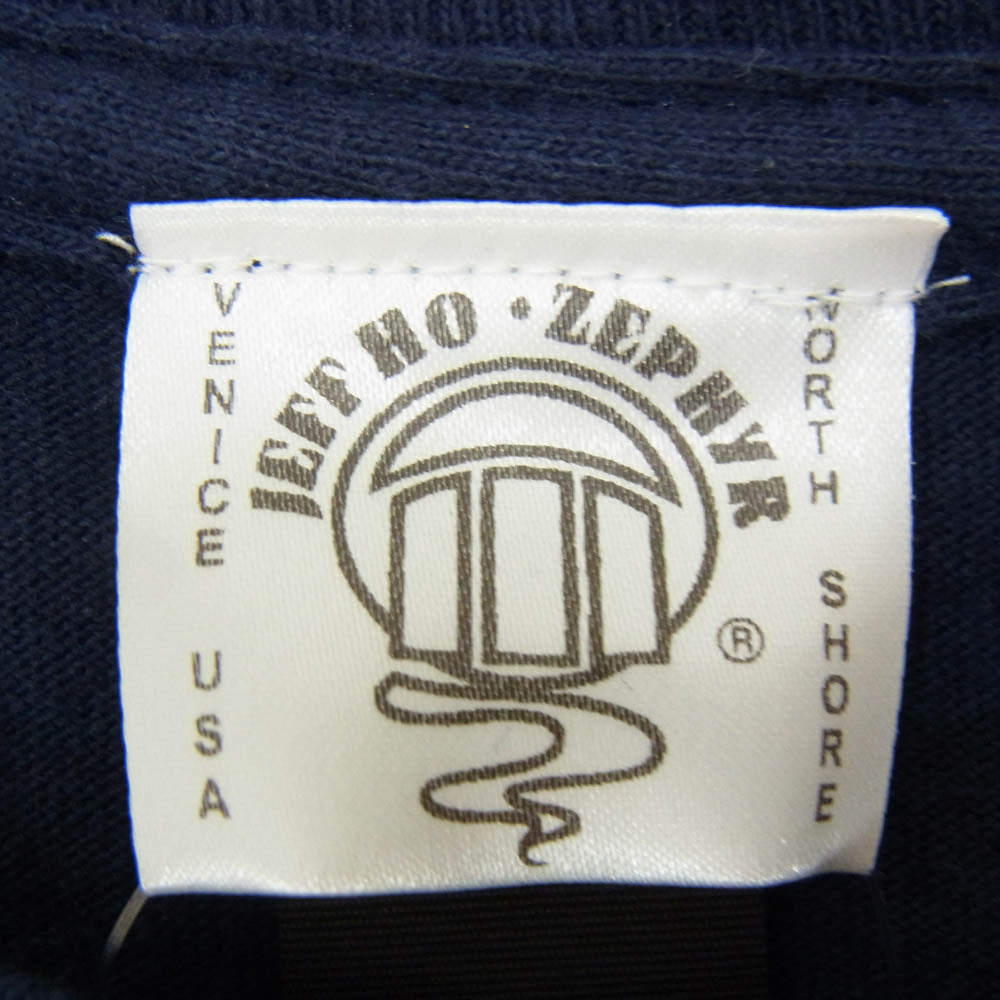 JEFF HO · ZEPHYR
VENICE USA
NORTH SHORE
®